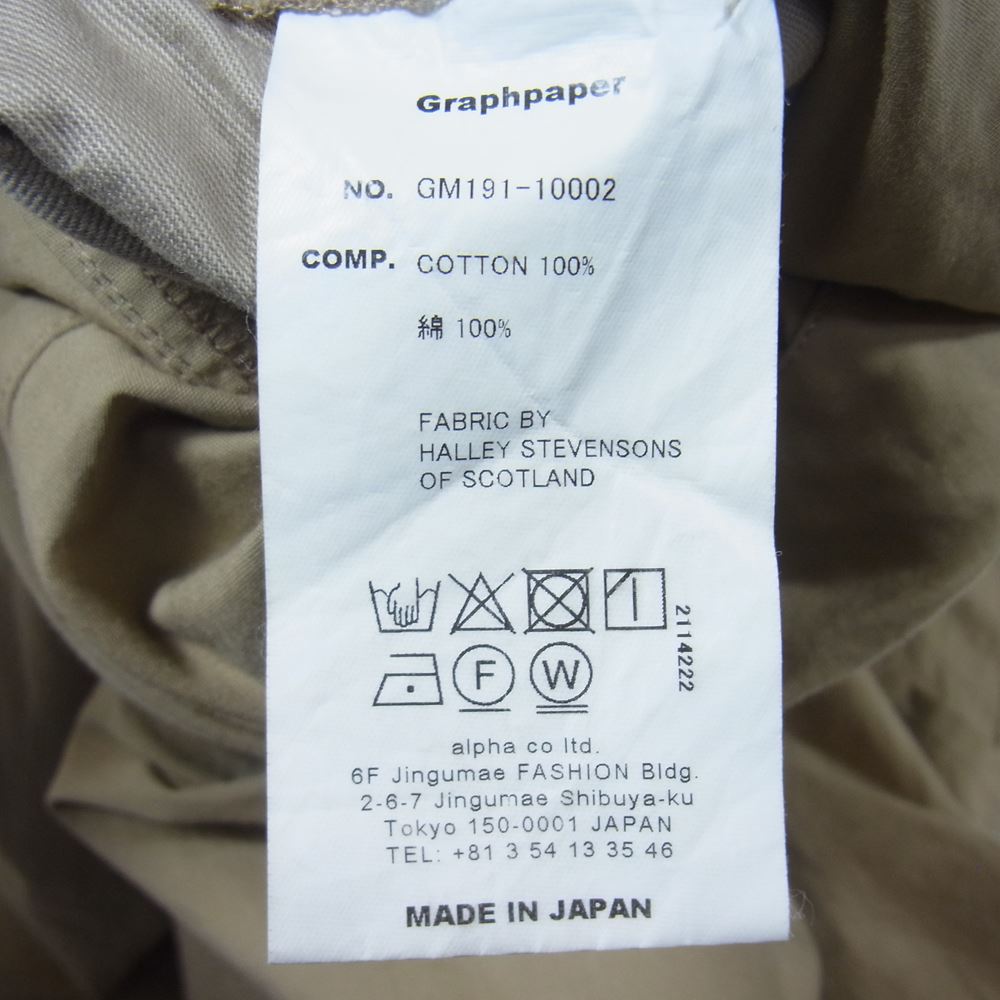 Graphpaper
NO. GM191-10002
COMP. COTTON 100%
綿 100%
FABRIC BY
HALLEY STEVENSONS
OF SCOTLAND
2114222
F W
alpha co ltd.
6F Jingumae FASHION Bldg.
2-6-7 Jingumae Shibuya-ku
Tokyo 150-0001 JAPAN
TEL: +81 3 54 13 35 46
MADE IN JAPAN